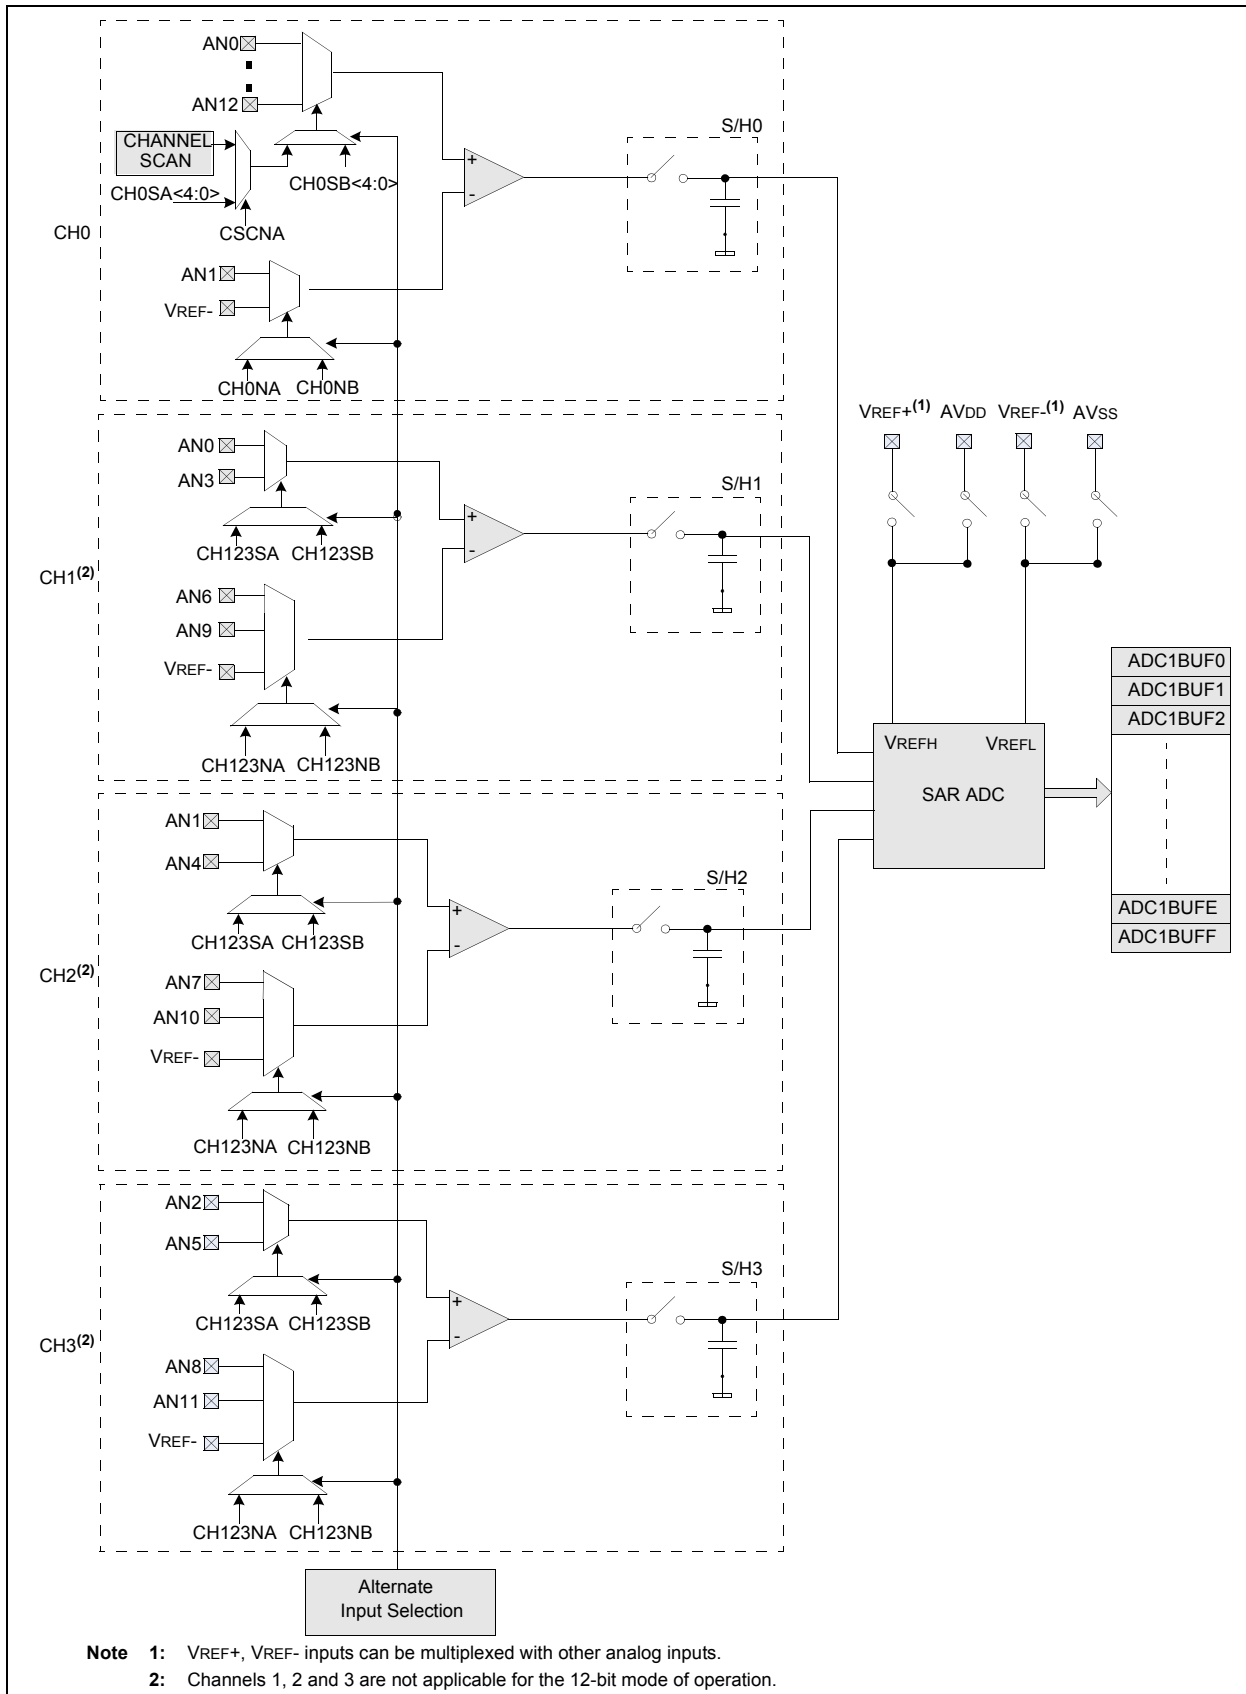 AN0
AN12
CHANNEL
SCAN
CH0SA<4:0>
CH0SB<4:0>
CSCNA
CH0
AN1
VREF-
CH0NA CH0NB
+
-
S/H0
AN0
AN3
CH123SA CH123SB
CH1(2)
AN6
AN9
VREF-
CH123NA CH123NB
+
-
S/H1
AN1
AN4
CH123SA CH123SB
CH2(2)
AN7
AN10
VREF-
CH123NA CH123NB
+
-
S/H2
AN2
AN5
CH123SA CH123SB
CH3(2)
AN8
AN11
VREF-
CH123NA CH123NB
+
-
S/H3
VREF+(1) AVDD VREF-(1) AVSS
VREFH VREFL
SAR ADC
ADC1BUF0
ADC1BUF1
ADC1BUF2
ADC1BUFE
ADC1BUFF
Alternate
Input Selection
Note 1: VREF+, VREF- inputs can be multiplexed with other analog inputs.
2: Channels 1, 2 and 3 are not applicable for the 12-bit mode of operation.